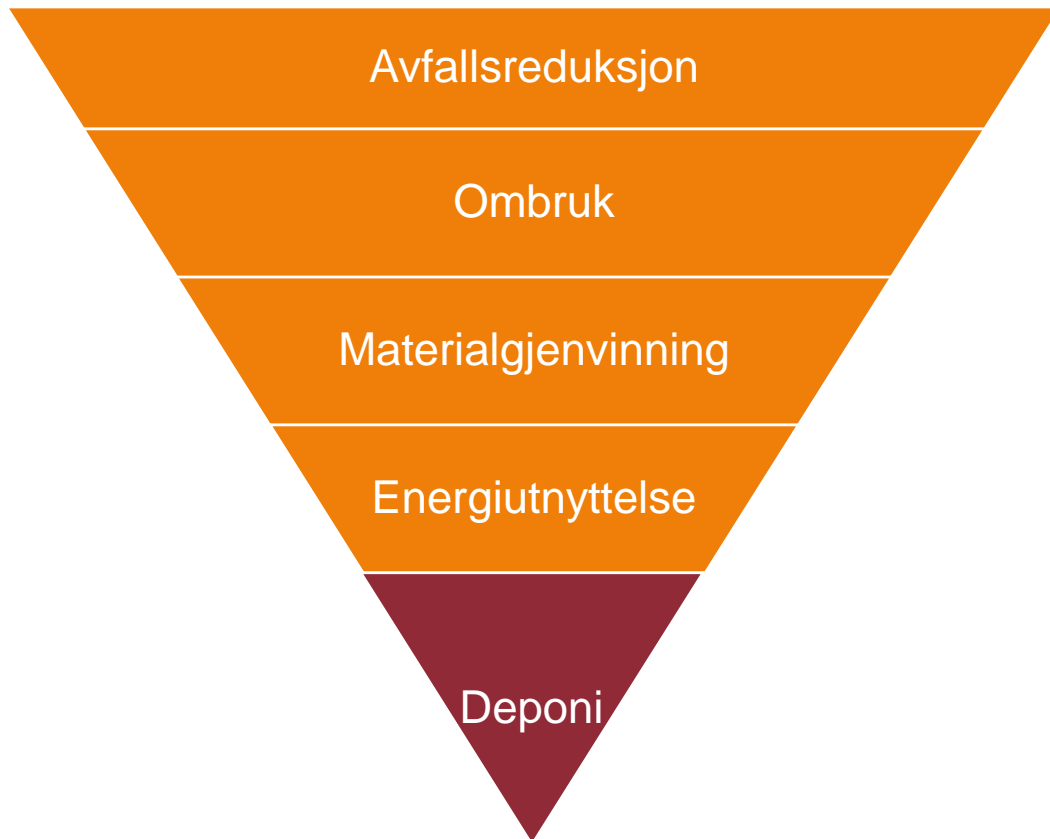 Avfallsreduksjon
Ombruk
Materialgjenvinning
Energiutnyttelse
Deponi